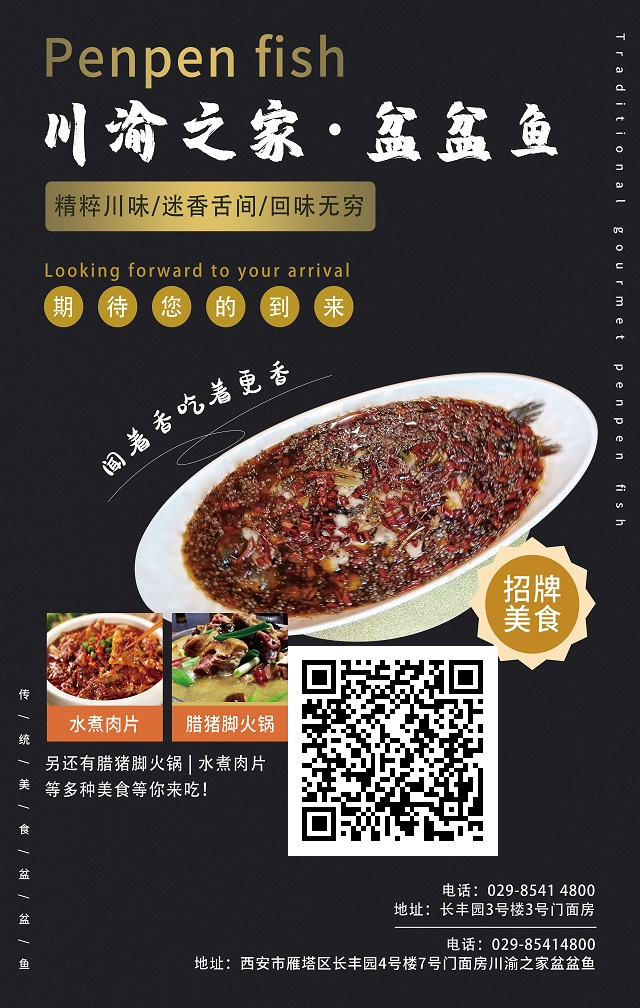 Penpen fish
川渝之家·盆盆鱼
精粹川味/迷香舌间/回味无穷
Looking forward to your arrival
期待您的到来
Traditional gourmet penpen fish
闻着香吃着更香
招牌
美食
水煮肉片
腊猪脚火锅
另还有腊猪脚火锅|水煮肉片
等多种美食等你来吃!
传/统/美/食/盆/盆/鱼
电话：029-8541 4800
地址：长丰园3号楼3号门面房
电话：029-85414800
地址：西安市雁塔区长丰园4号楼7号门面房川渝之家盆盆鱼